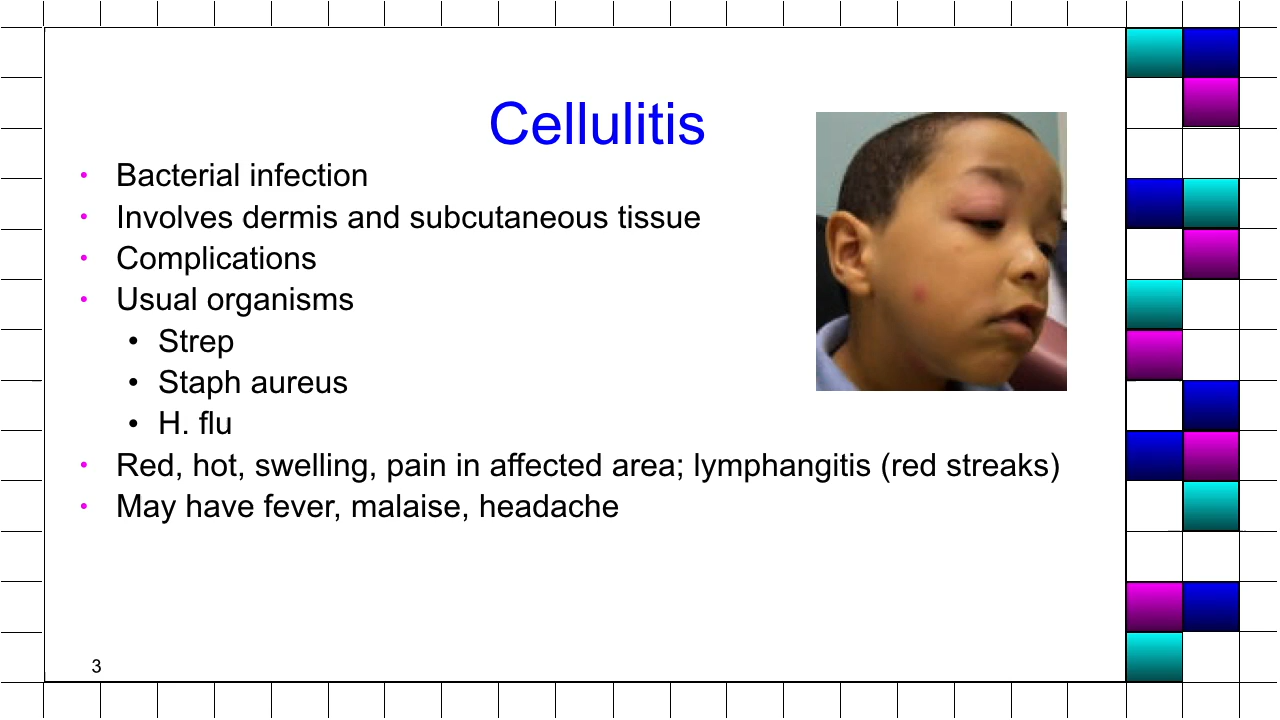 Cellulitis
• Bacterial infection
• Involves dermis and subcutaneous tissue
• Complications
• Usual organisms
• Strep
• Staph aureus
• H. flu
• Red, hot, swelling, pain in affected area; lymphangitis (red streaks)
• May have fever, malaise, headache
3